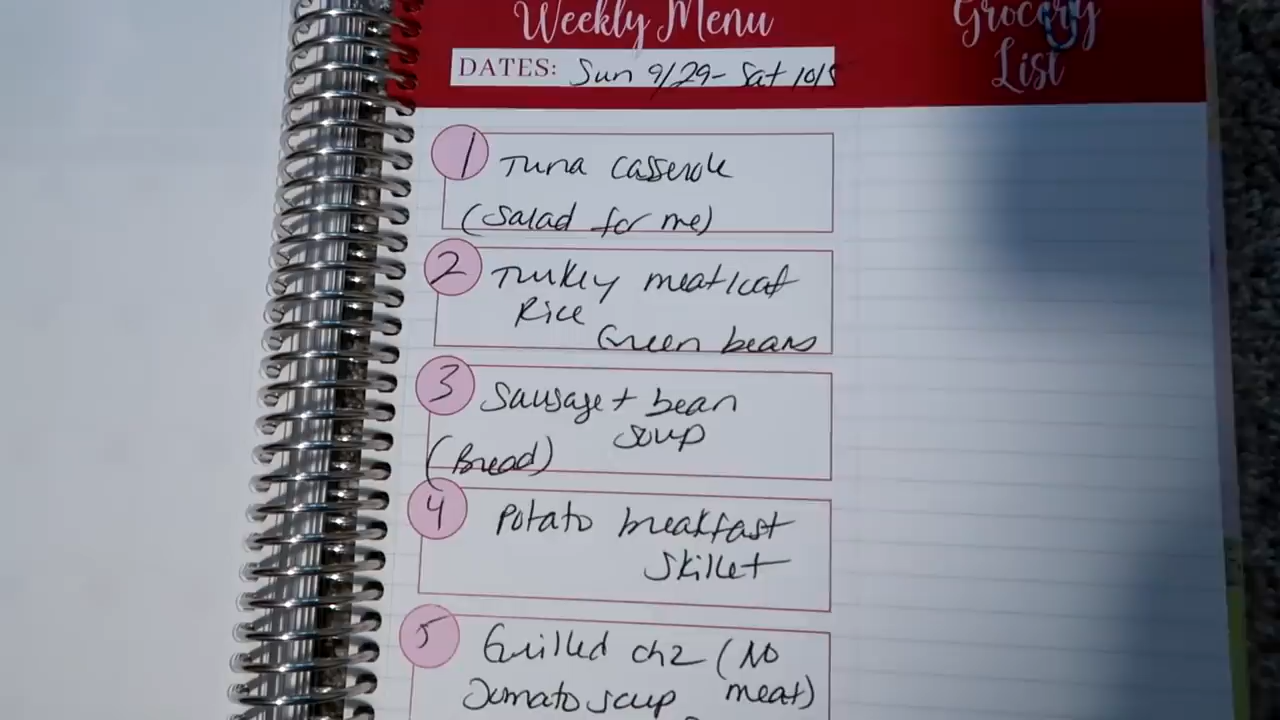 Weekly Menu
Grocery
List
DATES: Sun 9/29 - Sat 10/5
1 Tuna casserole
(Salad for me)
2 Turkey meatloaf
Rice
Green beans
3 Sausage + bean
soup
(Bread)
4 Potato breakfast
skillet
5 Grilled chz (No
Tomato soup meat)